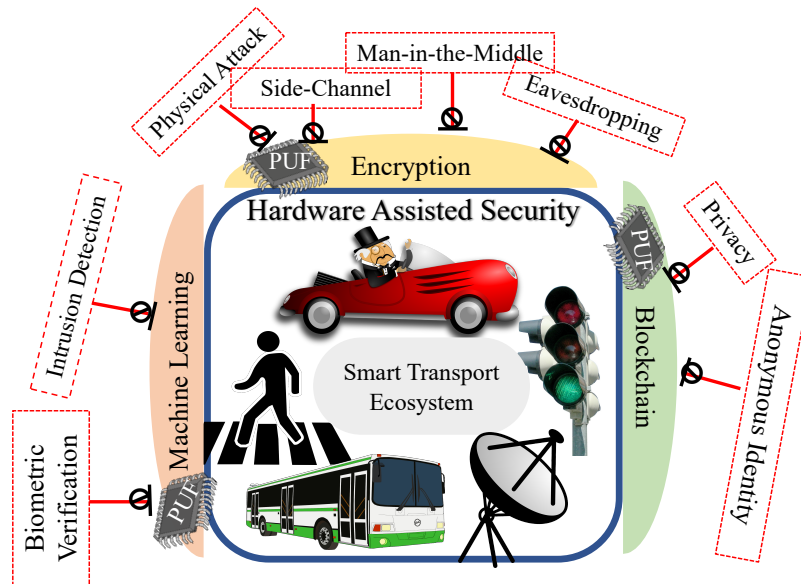 Man-in-the-Middle
Physical Attack
Side-Channel
Eavesdropping
PUF
Encryption
Hardware Assisted Security
Intrusion Detection
Machine Learning
PUF
Privacy
Blockchain
Anonymous Identity
Smart Transport
Ecosystem
Biometric
Verification
PUF